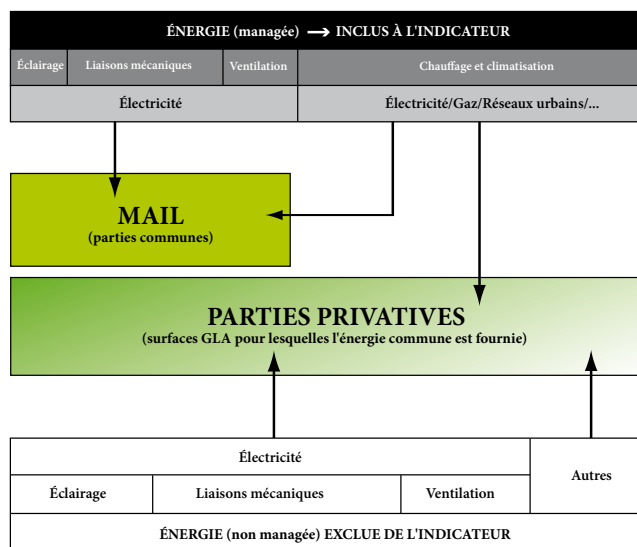 ÉNERGIE (managée) → INCLUS À L'INDICATEUR
Éclairage Liaisons mécaniques Ventilation Chauffage et climatisation
Électricité Électricité/Gaz/Réseaux urbains/...
MAIL
(parties communes)
PARTIES PRIVATIVES
(surfaces GLA pour lesquelles l'énergie commune est fournie)
Électricité
Autres
Éclairage Liaisons mécaniques Ventilation
ÉNERGIE (non managée) EXCLUE DE L'INDICATEUR